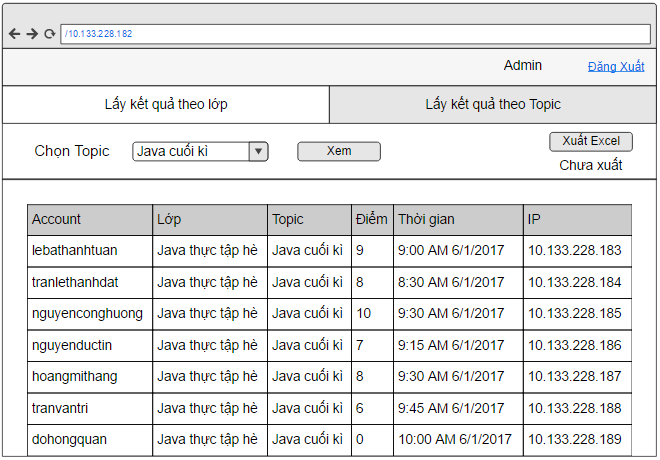 /10.133.228.182
Admin Đăng Xuất
Lấy kết quả theo lớp Lấy kết quả theo Topic
Chọn Topic Java cuối kì Xem Xuất Excel
Chưa xuất
Account Lớp Topic Điểm Thời gian IP
lebathanhtuan Java thực tập hè Java cuối kì 9 9:00 AM 6/1/2017 10.133.228.183
tranlethanhdat Java thực tập hè Java cuối kì 8 8:30 AM 6/1/2017 10.133.228.184
nguyenconghuong Java thực tập hè Java cuối kì 10 9:30 AM 6/1/2017 10.133.228.185
nguyenductin Java thực tập hè Java cuối kì 7 9:15 AM 6/1/2017 10.133.228.186
hoangmithang Java thực tập hè Java cuối kì 8 9:30 AM 6/1/2017 10.133.228.187
tranvantri Java thực tập hè Java cuối kì 6 9:45 AM 6/1/2017 10.133.228.188
dohongquan Java thực tập hè Java cuối kì 0 10:00 AM 6/1/2017 10.133.228.189